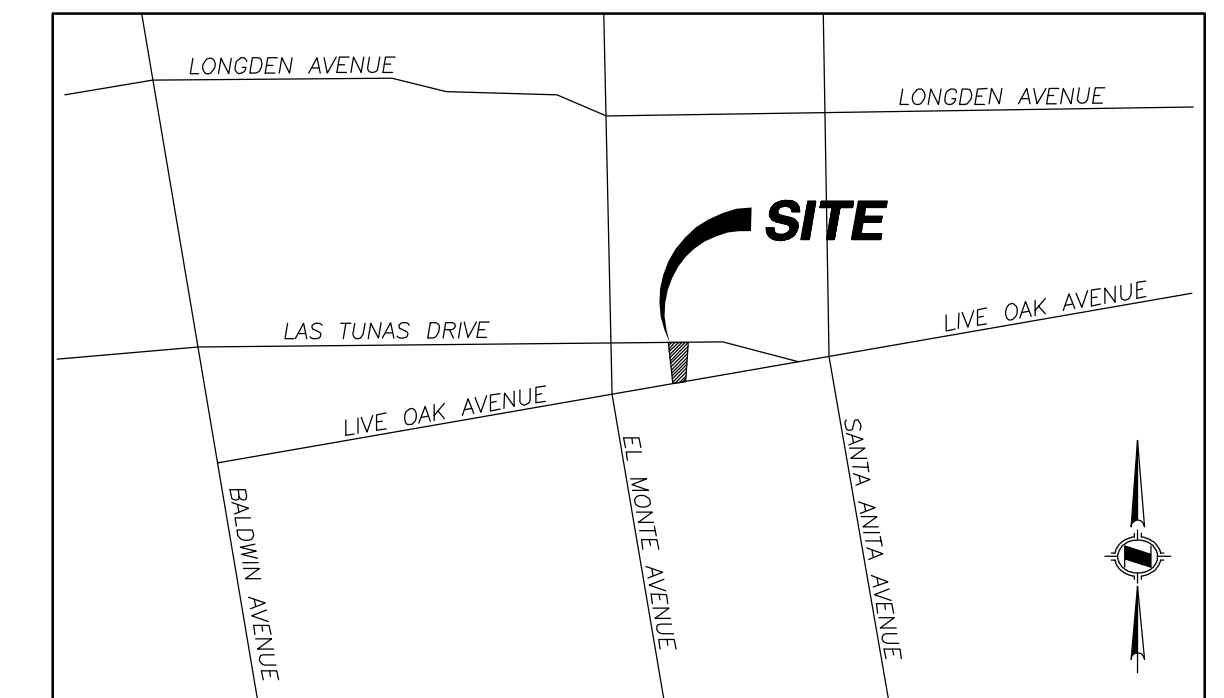 LONGDEN AVENUE
LONGDEN AVENUE
SITE
LIVE OAK AVENUE
LAS TUNAS DRIVE
LIVE OAK AVENUE
BALDWIN AVENUE
EL MONTE AVENUE
SANTA ANITA AVENUE